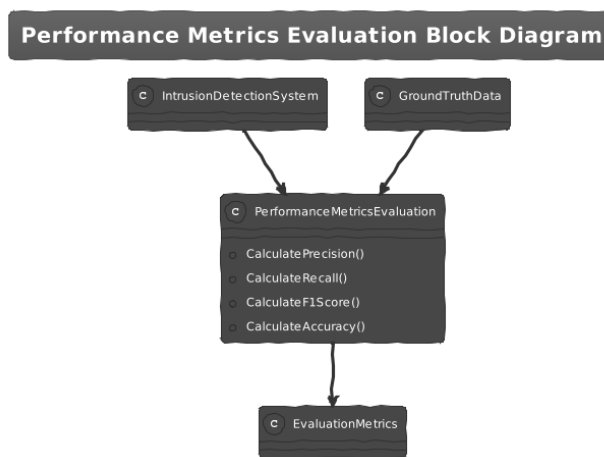 Performance Metrics Evaluation Block Diagram
C IntrusionDetectionSystem
C GroundTruthData
C PerformanceMetricsEvaluation
CalculatePrecision()
CalculateRecall()
CalculateF1Score()
CalculateAccuracy()
C EvaluationMetrics